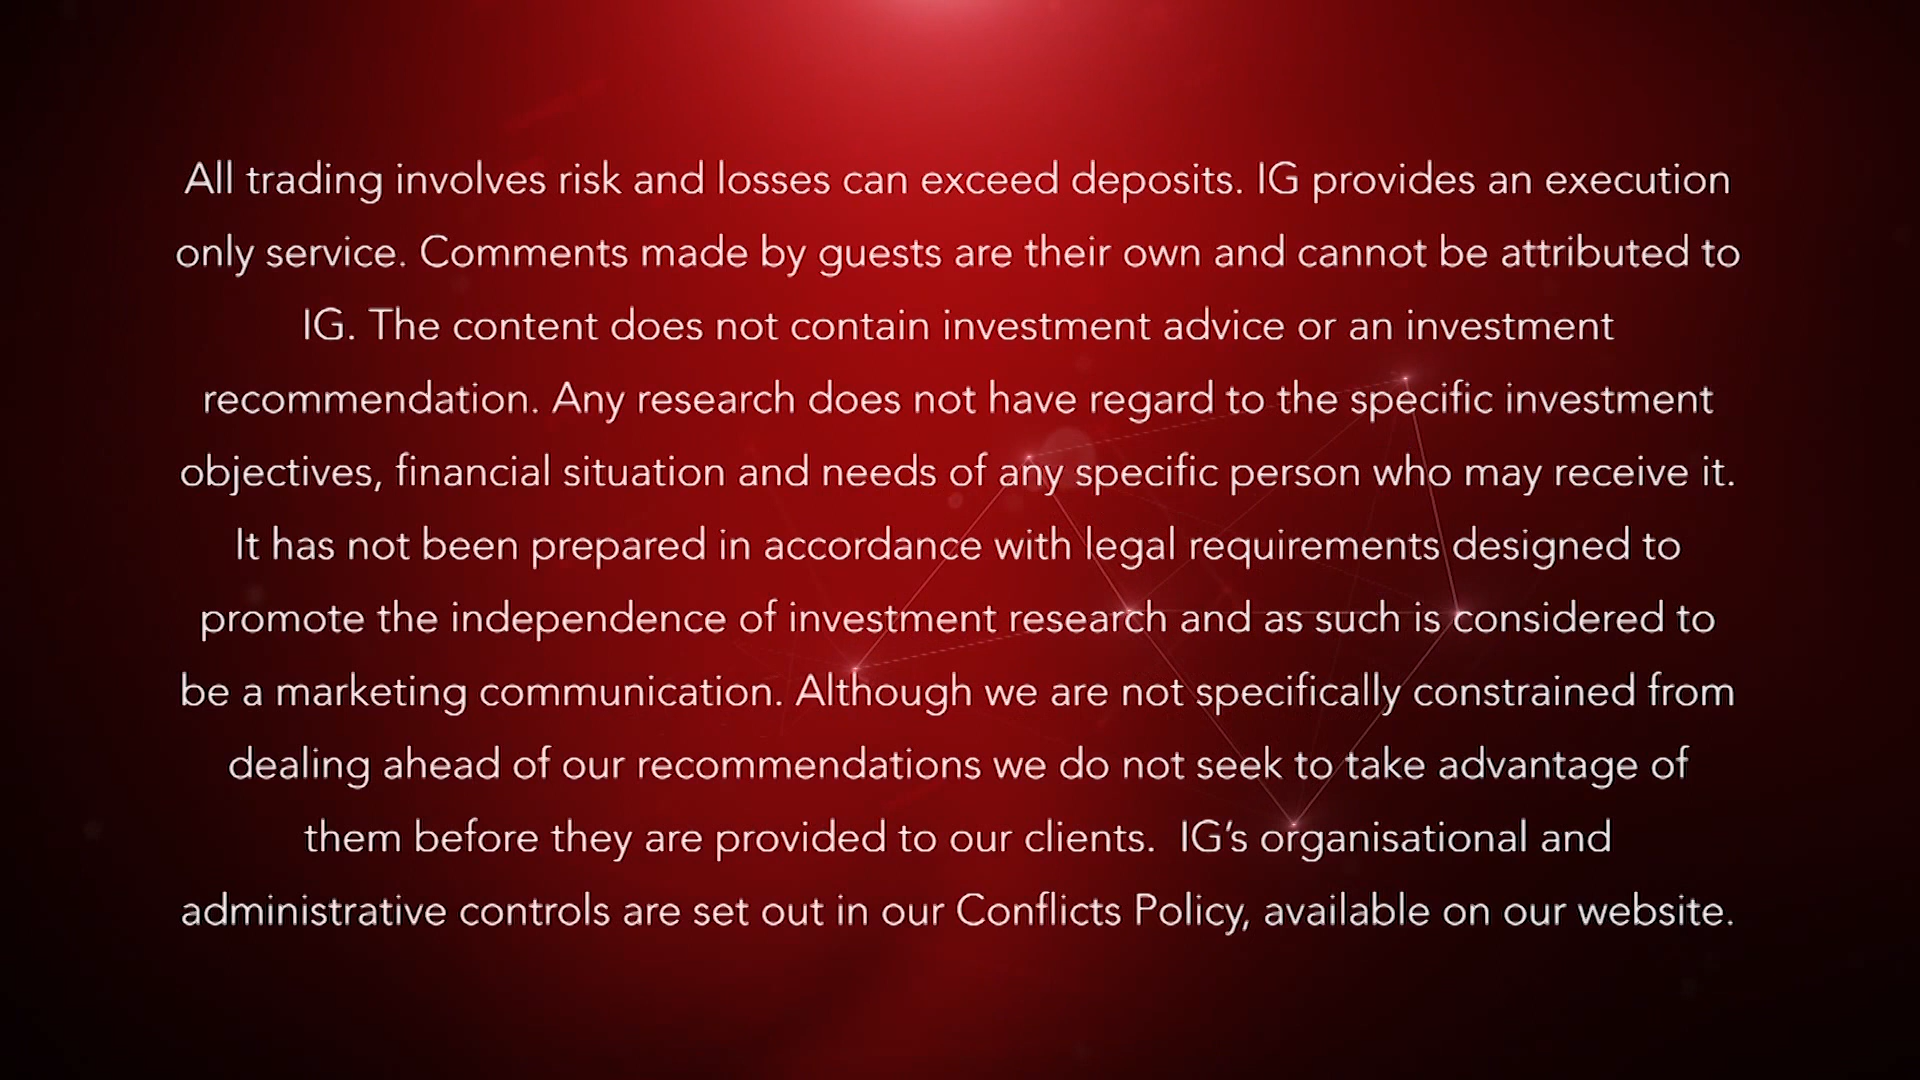 All trading involves risk and losses can exceed deposits. IG provides an execution
only service. Comments made by guests are their own and cannot be attributed to
IG. The content does not contain investment advice or an investment
recommendation. Any research does not have regard to the specific investment
objectives, financial situation and needs of any specific person who may receive it.
It has not been prepared in accordance with legal requirements designed to
promote the independence of investment research and as such is considered to
be a marketing communication. Although we are not specifically constrained from
dealing ahead of our recommendations we do not seek to take advantage of
them before they are provided to our clients.  IG’s organisational and
administrative controls are set out in our Conflicts Policy, available on our website.